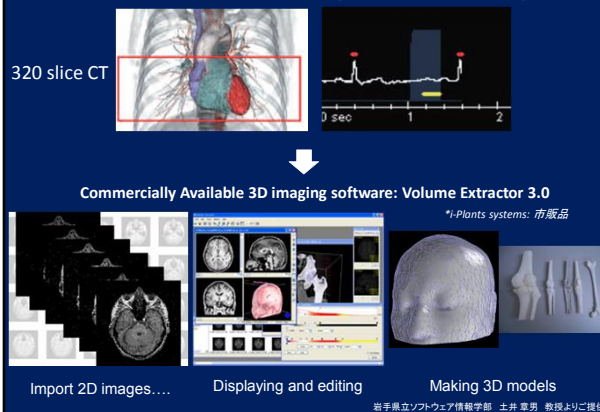 320 slice CT
0 sec 1 2
Commercially Available 3D imaging software: Volume Extractor 3.0
*i-Plants systems: 市販品
Import 2D images….
Displaying and editing
Making 3D models
岩手県立ソフトウェア情報学部 土井 章男 教授よりご提供